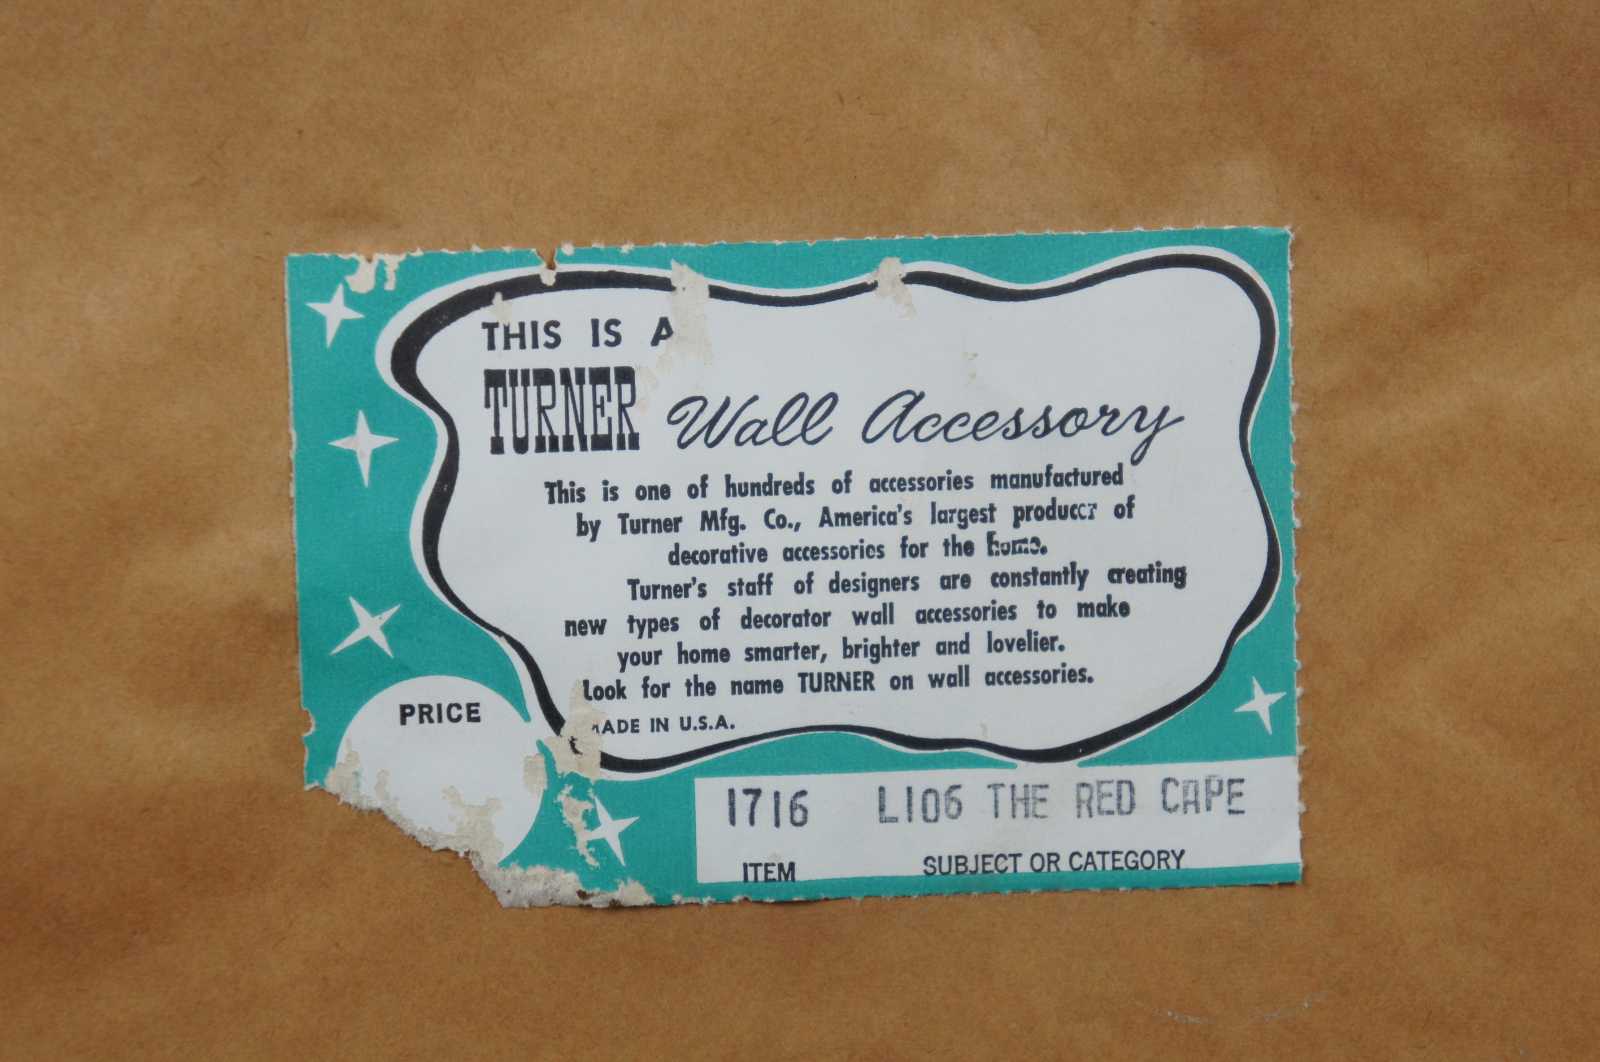 THIS IS A
TURNER Wall Accessory
This is one of hundreds of accessories manufactured
by Turner Mfg. Co., America's largest producer of
decorative accessories for the home.
Turner's staff of designers are constantly creating
new types of decorator wall accessories to make
your home smarter, brighter and lovelier.
Look for the name TURNER on wall accessories.
MADE IN U.S.A.
PRICE
1716 L106 THE RED CAPE
ITEM SUBJECT OR CATEGORY